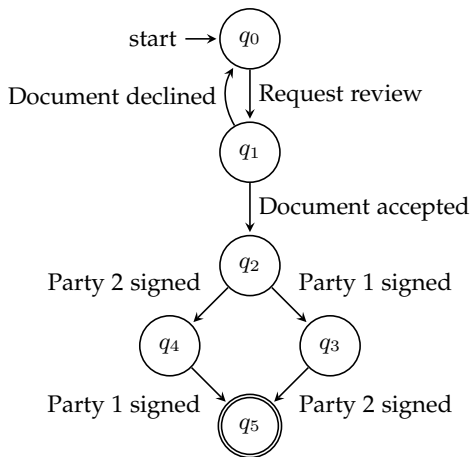 start
q0
Document declined
Request review
q1
Document accepted
q2
Party 2 signed
Party 1 signed
q4
q3
Party 1 signed
Party 2 signed
q5